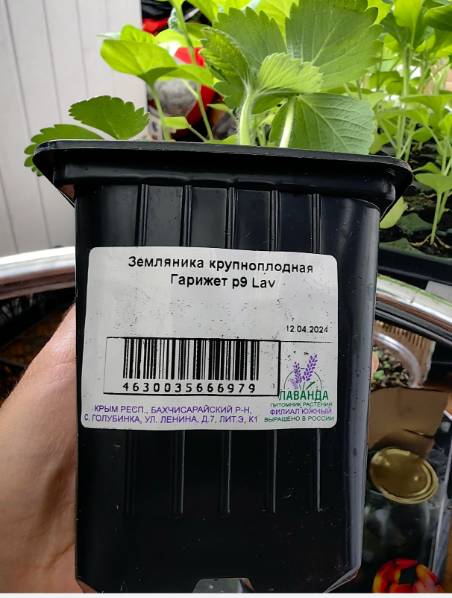 Земляника крупноплодная
Гарижет р9 Lav
12.04.2024
4630035666979
ЛАВАНДА
ПИТОМНИК РАСТЕНИЙ
ФИЛИАЛ ЮЖНЫЙ
ВЫРАЩЕНО В РОССИИ
КРЫМ РЕСП., БАХЧИСАРАЙСКИЙ Р-Н,
С. ГОЛУБИНКА, УЛ. ЛЕНИНА, Д.7, ЛИТ.Э, К1